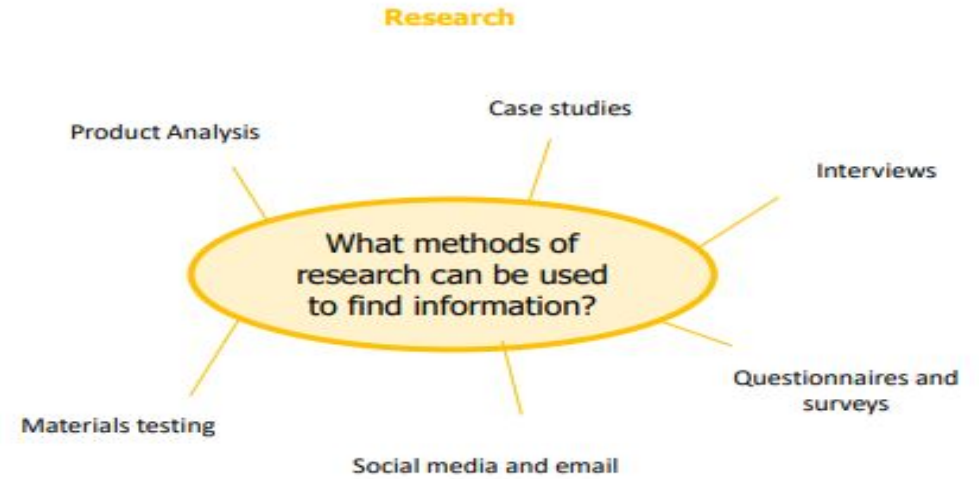 Research
Case studies
Product Analysis
Interviews
What methods of
research can be used
to find information?
Questionnaires and
surveys
Materials testing
Social media and email